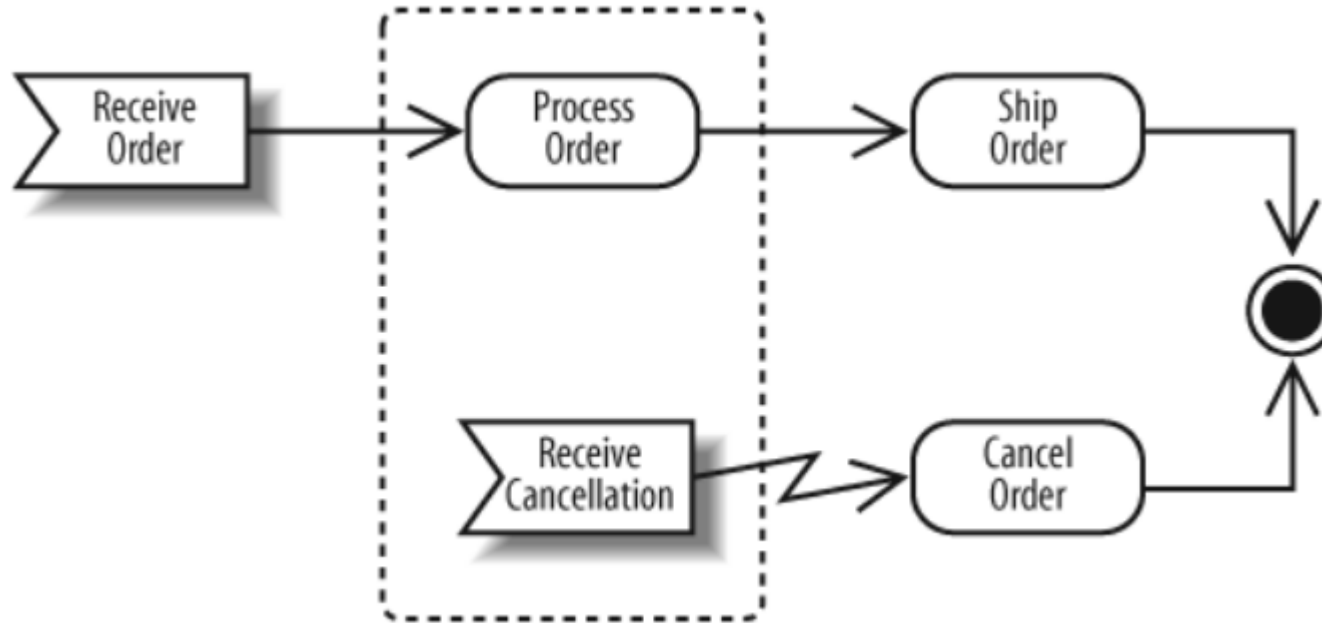 Receive
Order
Process
Order
Ship
Order
Receive
Cancellation
Cancel
Order